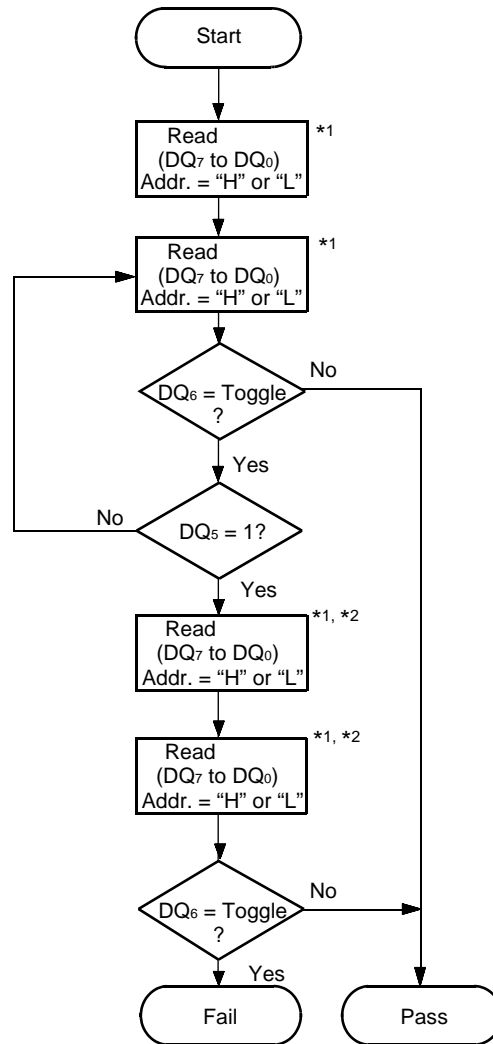 Start
Read
*1
(DQ7 to DQ0)
Addr. = “H” or “L”
Read
*1
(DQ7 to DQ0)
Addr. = “H” or “L”
No
DQ6 = Toggle
?
Yes
No
DQ5 = 1?
Yes
Read
*1, *2
(DQ7 to DQ0)
Addr. = “H” or “L”
Read
*1, *2
(DQ7 to DQ0)
Addr. = “H” or “L”
No
DQ6 = Toggle
?
Yes
Fail
Pass